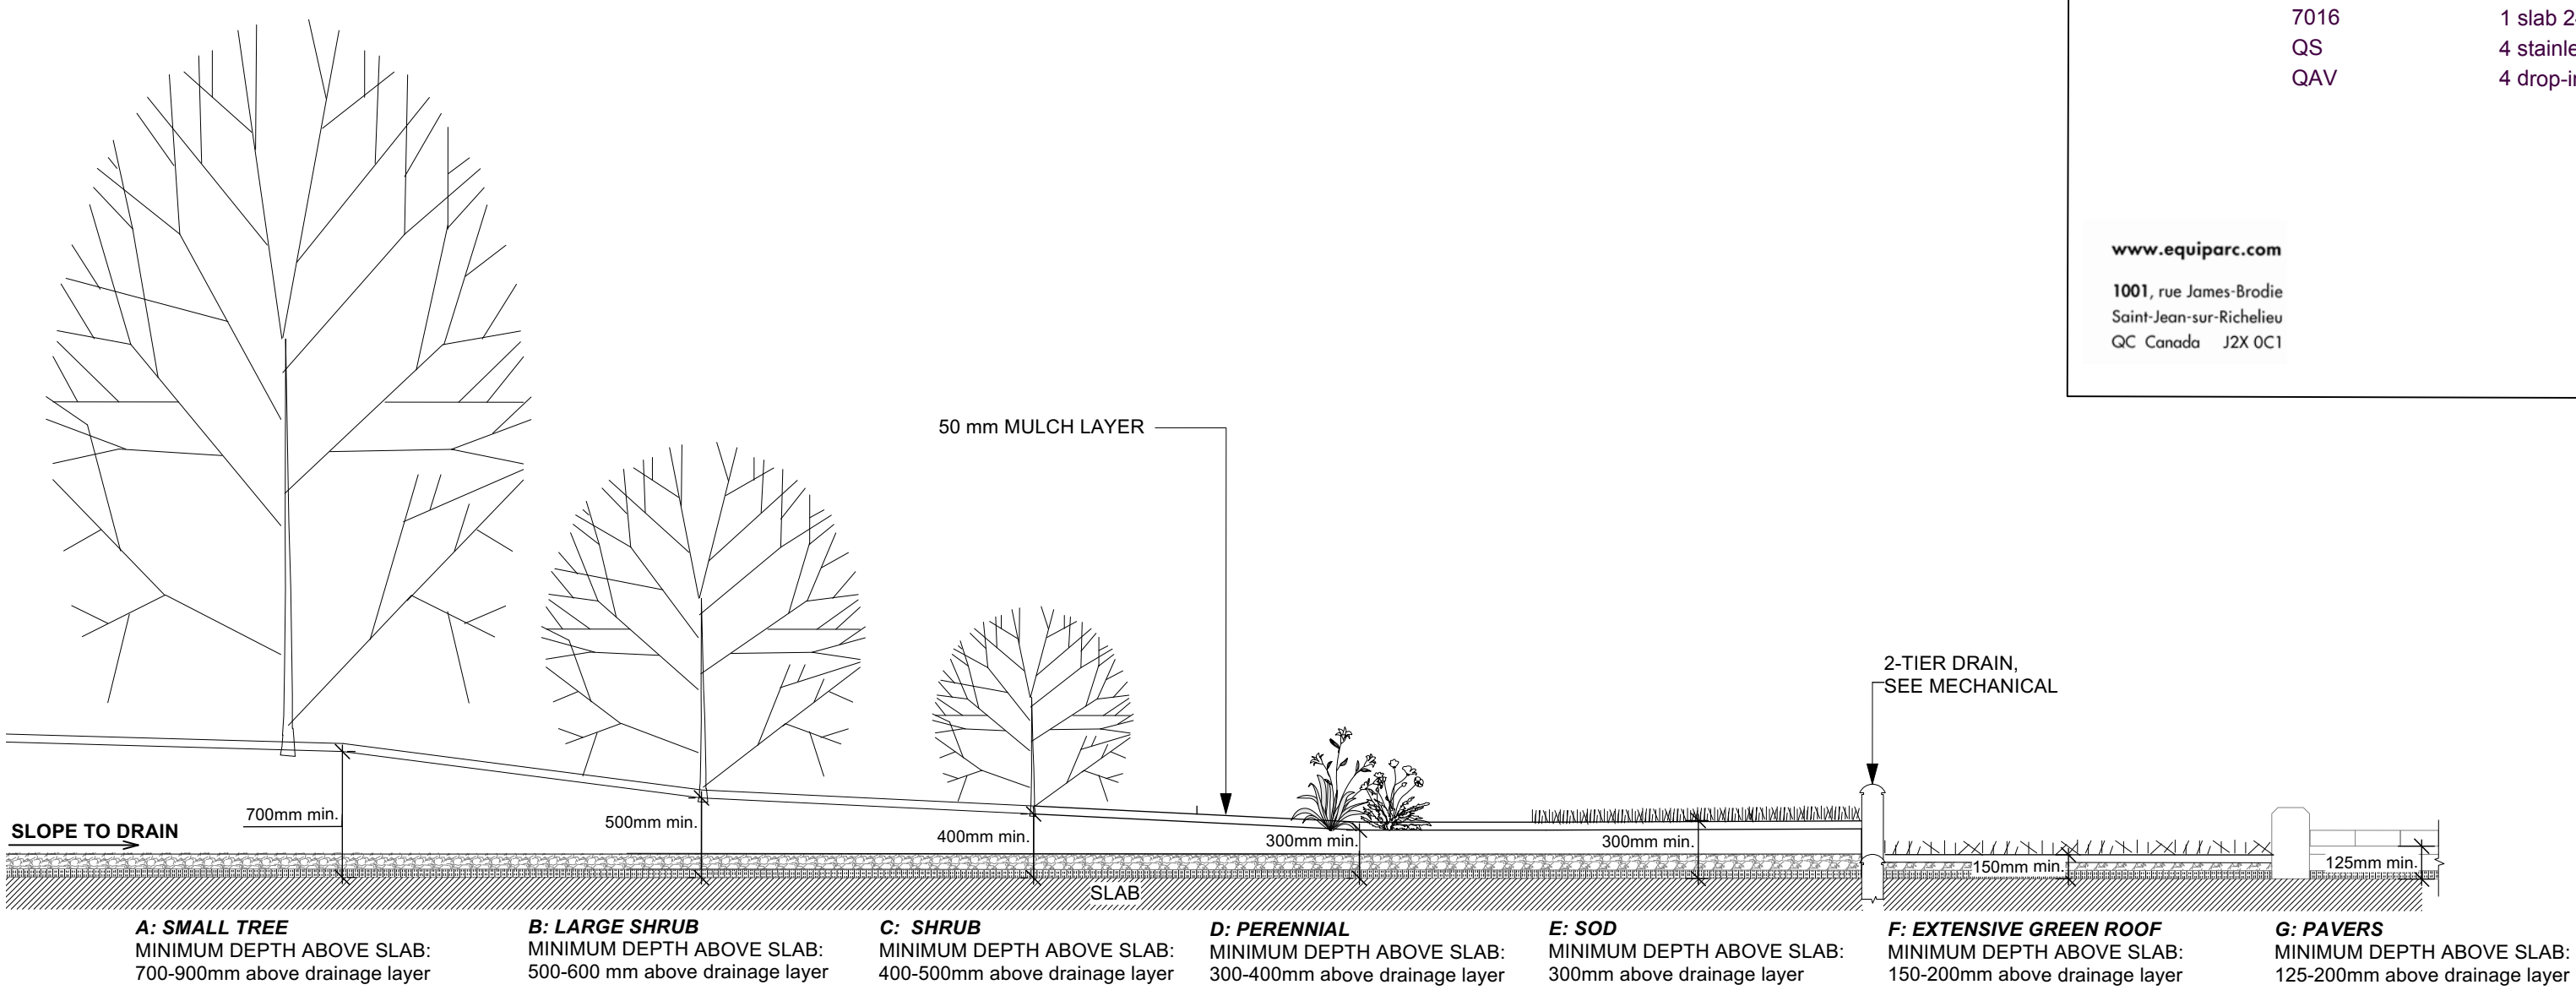 7016 1 slab
QS 4
QAV 4
www.equiparc.com
1001, rue James-Brodie
Saint-Jean-sur-Richelieu
QC Canada J2X 0C1
50 mm MULCH LAYER
2-TIER DRAIN,
SEE MECHANICAL
SLOPE TO DRAIN
700mm min.
500mm min.
400mm min.
300mm min.
300mm min.
150mm min.
125mm min.
SLAB
A: SMALL TREE
MINIMUM DEPTH ABOVE SLAB:
700-900mm above drainage layer
B: LARGE SHRUB
MINIMUM DEPTH ABOVE SLAB:
500-600 mm above drainage layer
C: SHRUB
MINIMUM DEPTH ABOVE SLAB:
400-500mm above drainage layer
D: PERENNIAL
MINIMUM DEPTH ABOVE SLAB:
300-400mm above drainage layer
E: SOD
MINIMUM DEPTH ABOVE SLAB:
300mm above drainage layer
F: EXTENSIVE GREEN ROOF
MINIMUM DEPTH ABOVE SLAB:
150-200mm above drainage layer
G: PAVERS
MINIMUM DEPTH ABOVE SLAB:
125-200mm above drainage layer